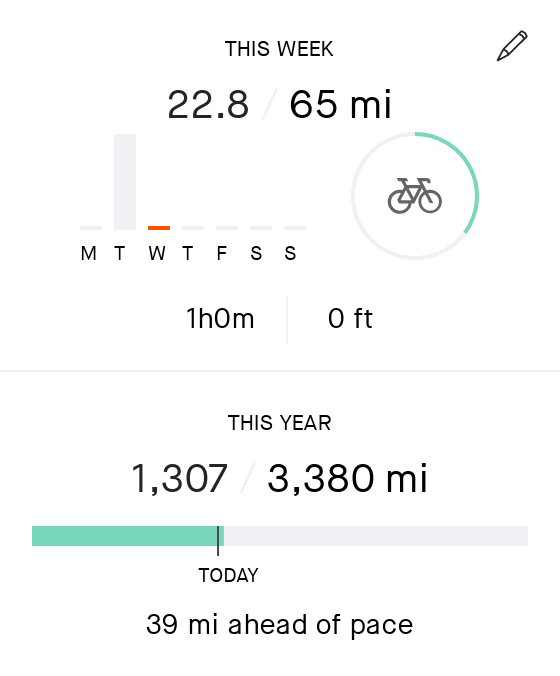 THIS WEEK
22.8 / 65 mi
M T W T F S S
1h0m 0 ft
THIS YEAR
1,307 / 3,380 mi
TODAY
39 mi ahead of pace